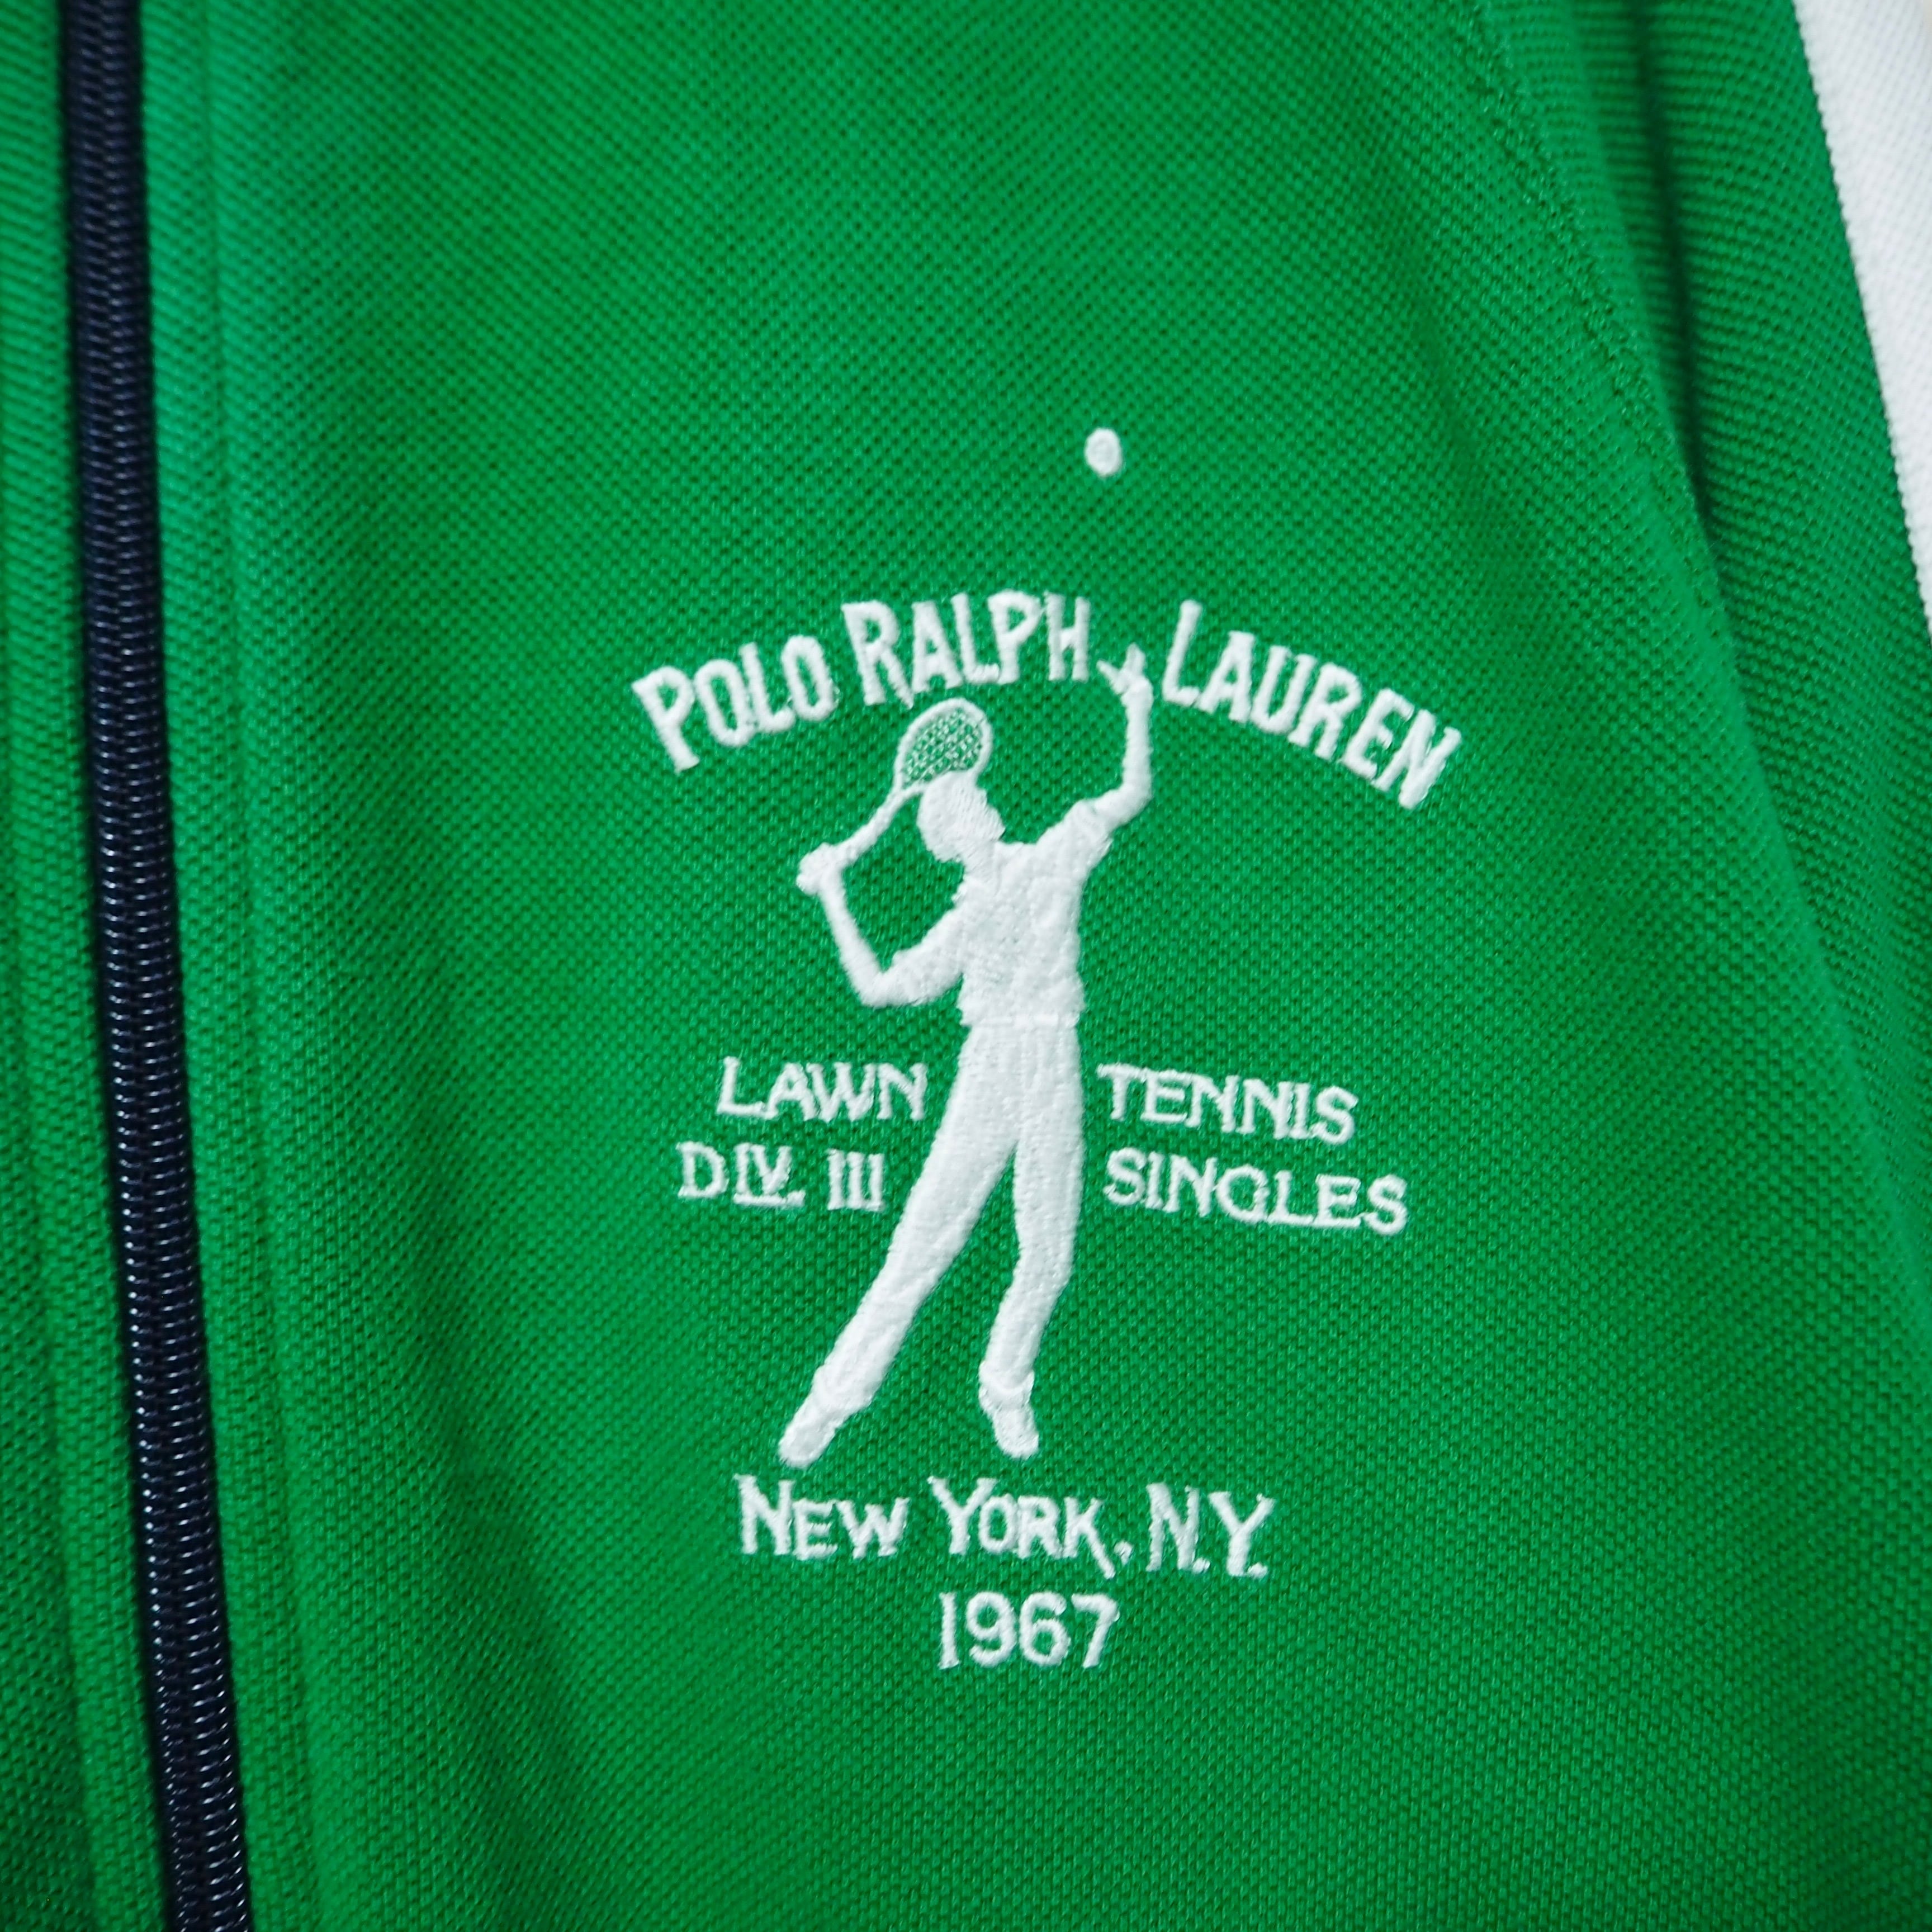 POLO RALPH LAUREN
LAWN TENNIS
DIV. III SINGLES
NEW YORK, N.Y.
1967